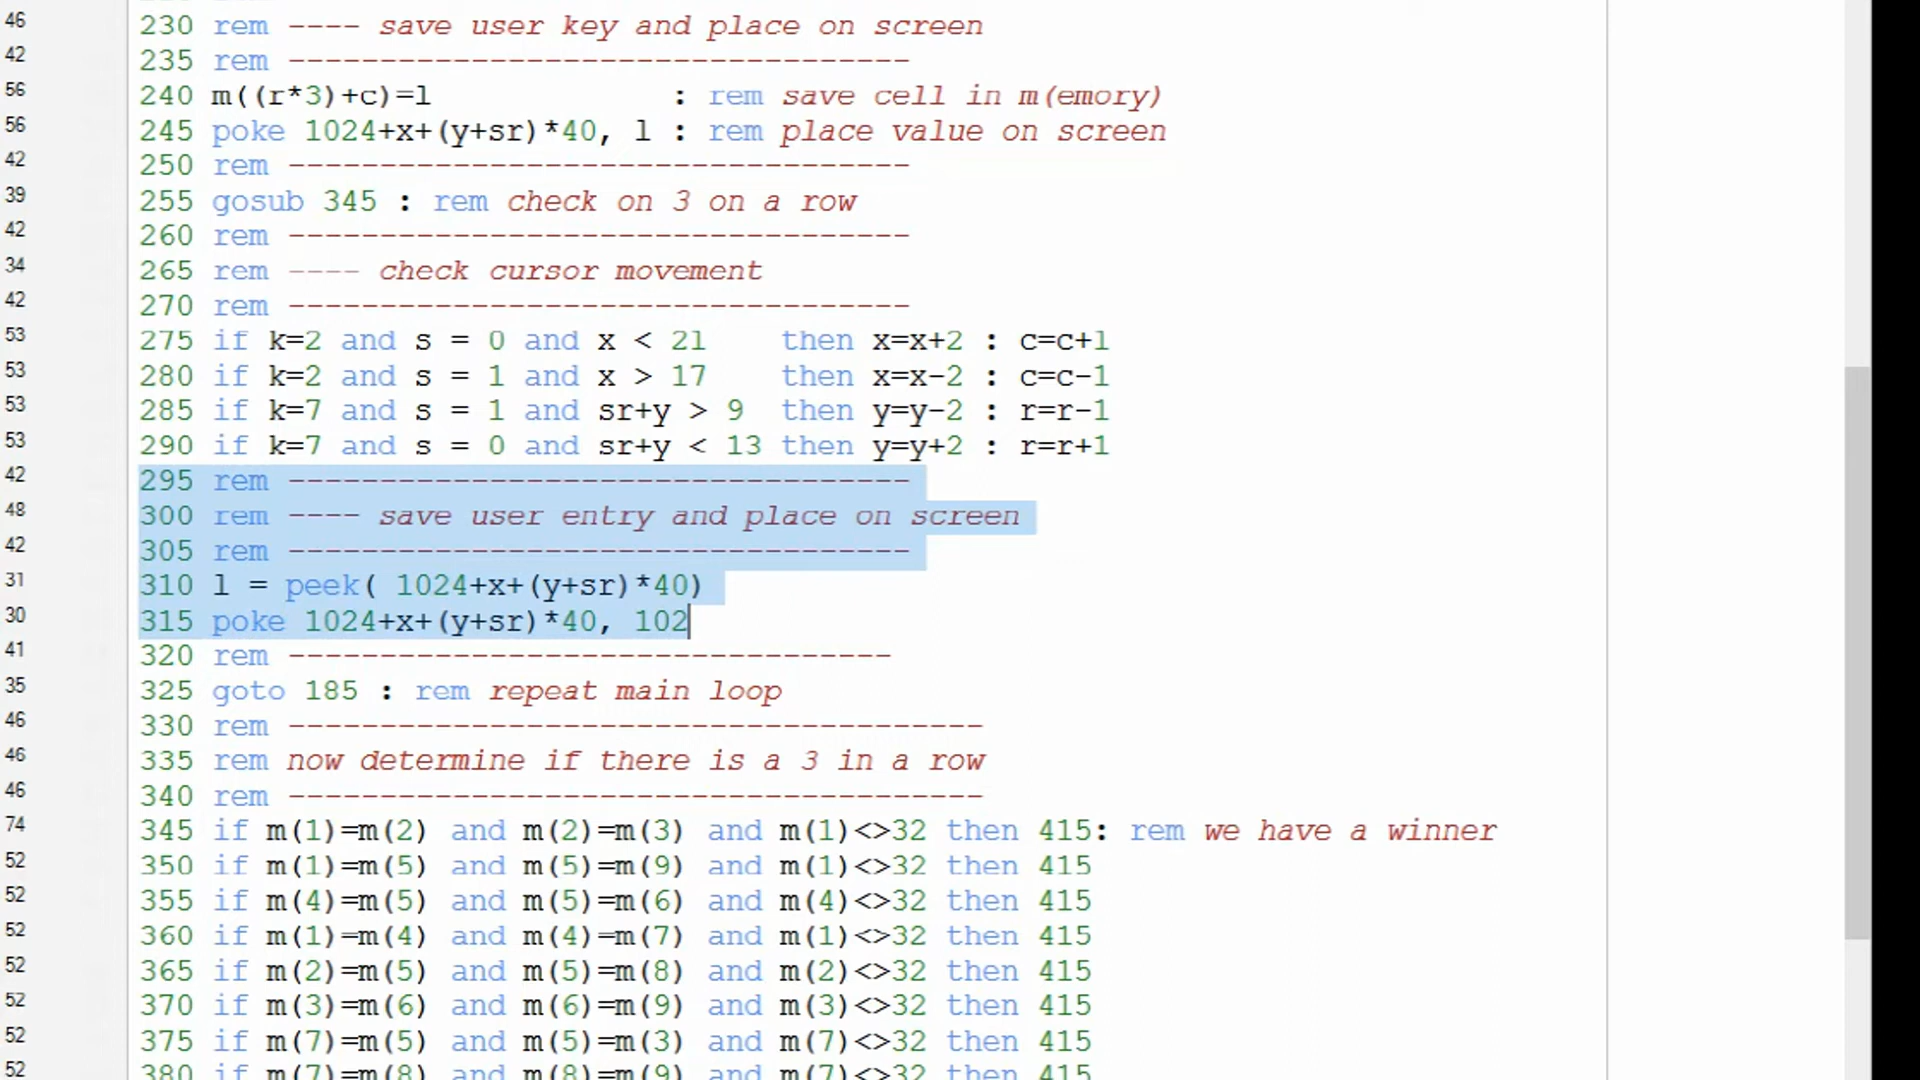 46 230 rem ---- save user key and place on screen
42 235 rem ----------------------------------
56 240 m((r*3)+c)=l : rem save cell in m(emory)
56 245 poke 1024+x+(y+sr)*40, l : rem place value on screen
42 250 rem ----------------------------------
39 255 gosub 345 : rem check on 3 on a row
42 260 rem ----------------------------------
34 265 rem ---- check cursor movement
42 270 rem ----------------------------------
53 275 if k=2 and s = 0 and x < 21 then x=x+2 : c=c+1
53 280 if k=2 and s = 1 and x > 17 then x=x-2 : c=c-1
53 285 if k=7 and s = 1 and sr+y > 9 then y=y-2 : r=r-1
53 290 if k=7 and s = 0 and sr+y < 13 then y=y+2 : r=r+1
42 295 rem ----------------------------------
48 300 rem ---- save user entry and place on screen
42 305 rem ----------------------------------
31 310 l = peek( 1024+x+(y+sr)*40)
30 315 poke 1024+x+(y+sr)*40, 102
41 320 rem ---------------------------------
35 325 goto 185 : rem repeat main loop
46 330 rem --------------------------------------
46 335 rem now determine if there is a 3 in a row
46 340 rem --------------------------------------
74 345 if m(1)=m(2) and m(2)=m(3) and m(1)<>32 then 415: rem we have a winner
52 350 if m(1)=m(5) and m(5)=m(9) and m(1)<>32 then 415
52 355 if m(4)=m(5) and m(5)=m(6) and m(4)<>32 then 415
52 360 if m(1)=m(4) and m(4)=m(7) and m(1)<>32 then 415
52 365 if m(2)=m(5) and m(5)=m(8) and m(2)<>32 then 415
52 370 if m(3)=m(6) and m(6)=m(9) and m(3)<>32 then 415
52 375 if m(7)=m(5) and m(5)=m(3) and m(7)<>32 then 415
52 380 if m(7)=m(8) and m(8)=m(9) and m(7)<>32 then 415